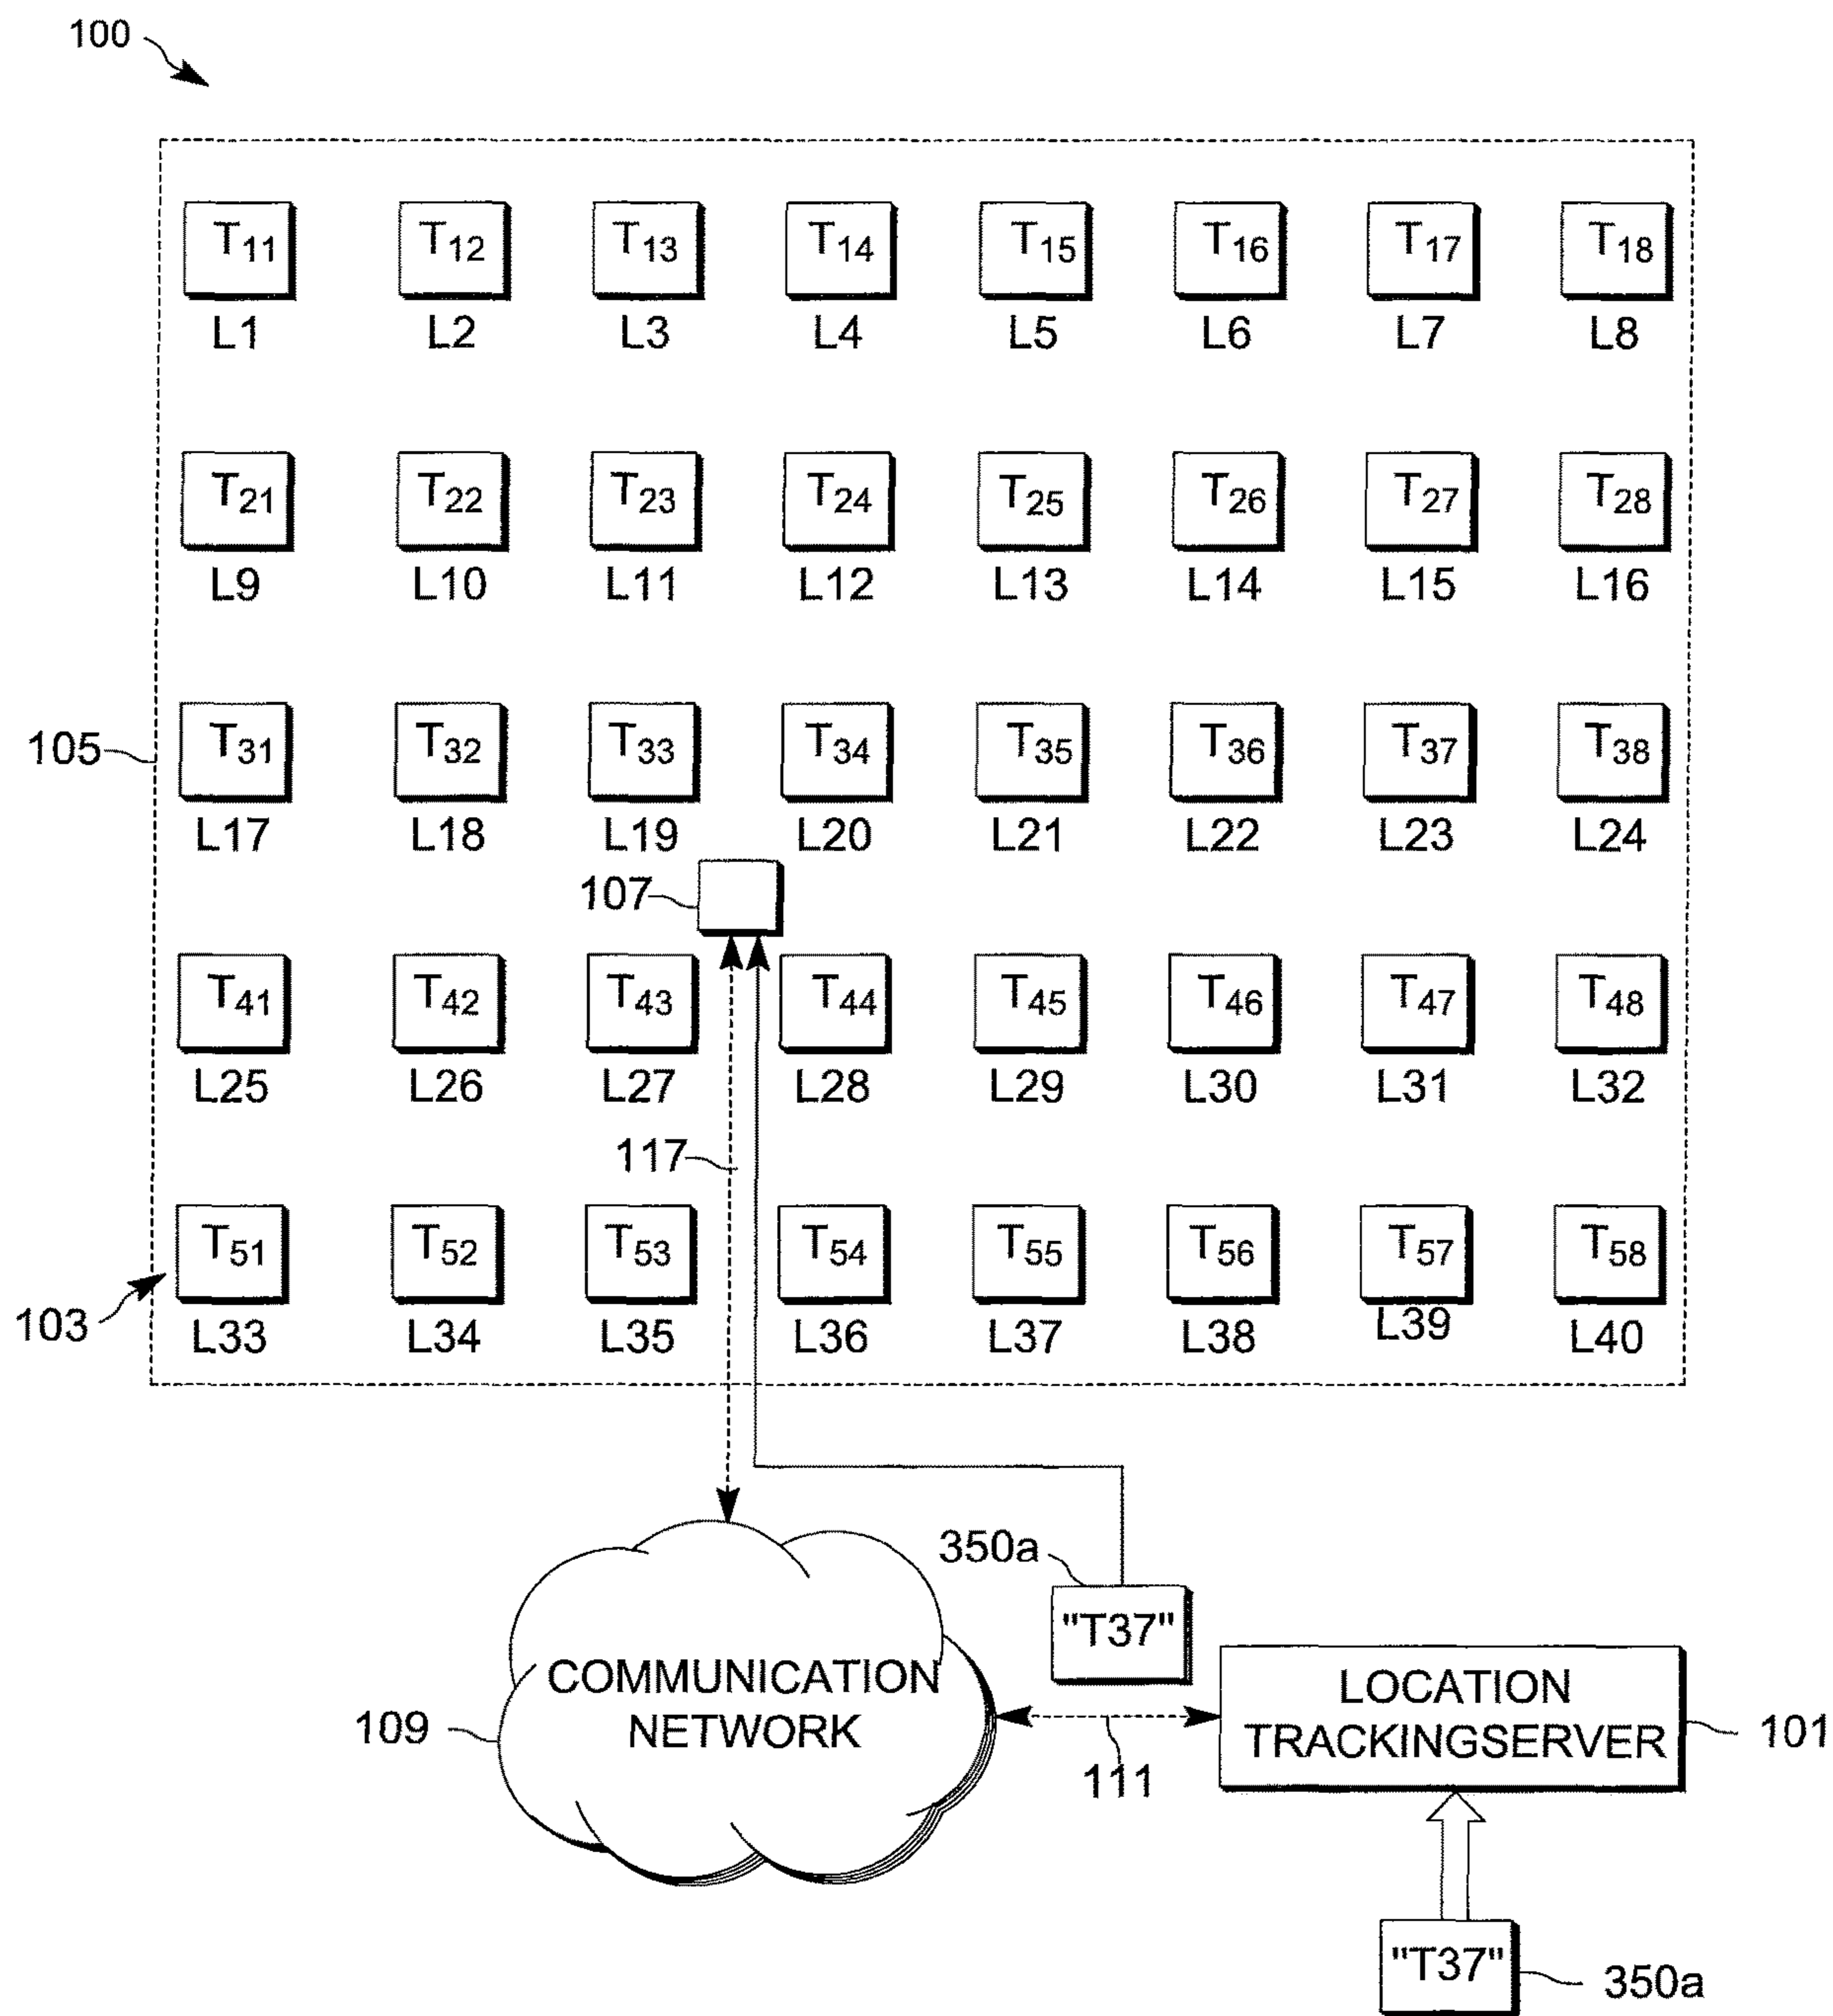 100
T11 T12 T13 T14 T15 T16 T17 T18
L1 L2 L3 L4 L5 L6 L7 L8
T21 T22 T23 T24 T25 T26 T27 T28
L9 L10 L11 L12 L13 L14 L15 L16
105
T31 T32 T33 T34 T35 T36 T37 T38
L17 L18 L19 L20 L21 L22 L23 L24
107
T41 T42 T43 T44 T45 T46 T47 T48
L25 L26 L27 L28 L29 L30 L31 L32
117
T51 T52 T53 T54 T55 T56 T57 T58
103
L33 L34 L35 L36 L37 L38 L39 L40
350a
"T37"
COMMUNICATION
NETWORK
109
111
LOCATION
TRACKINGSERVER
101
"T37"
350a